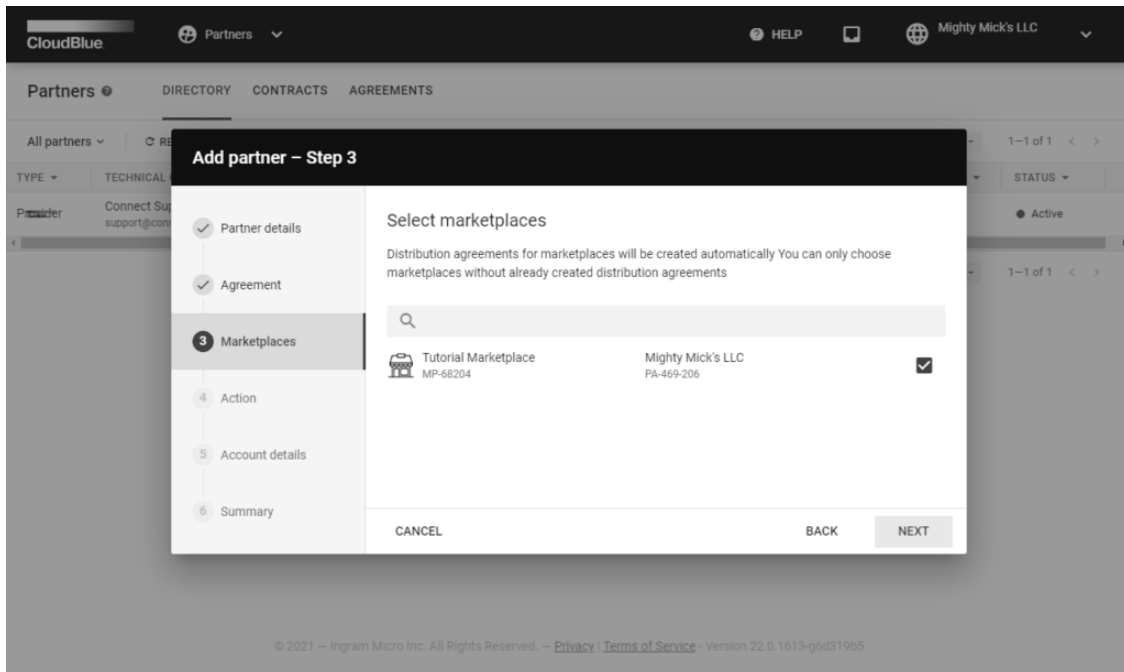 CloudBlue
Partners
HELP
Mighty Mick's LLC
Partners
DIRECTORY CONTRACTS AGREEMENTS
All partners
1–1 of 1
Add partner – Step 3
TYPE TECHNICAL STATUS
Connect
support@
Active
Partner details
Agreement
3 Marketplaces
4 Action
5 Account details
6 Summary
Select marketplaces
Distribution agreements for marketplaces will be created automatically You can only choose
marketplaces without already created distribution agreements
Tutorial Marketplace Mighty Mick's LLC
MP-68204 PA-469-206
1–1 of 1
CANCEL BACK NEXT
© 2021 — Ingram Micro Inc. All Rights Reserved. — Privacy | Terms of Service - Version 22.0.1613-g6d319b5